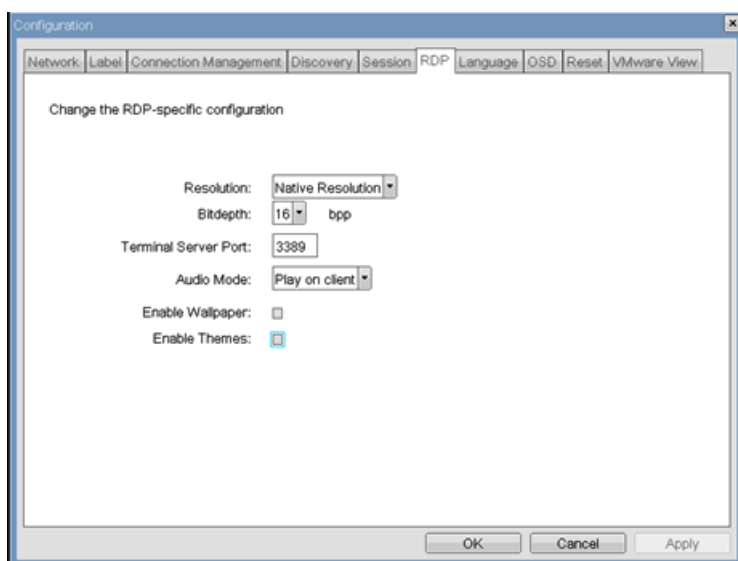 Configuration
Network Label Connection Management Discovery Session RDP Language OSD Reset VMware View
Change the RDP-specific configuration
Resolution: Native Resolution
Bitdepth: 16 bpp
Terminal Server Port: 3389
Audio Mode: Play on client
Enable Wallpaper:
Enable Themes:
OK Cancel Apply